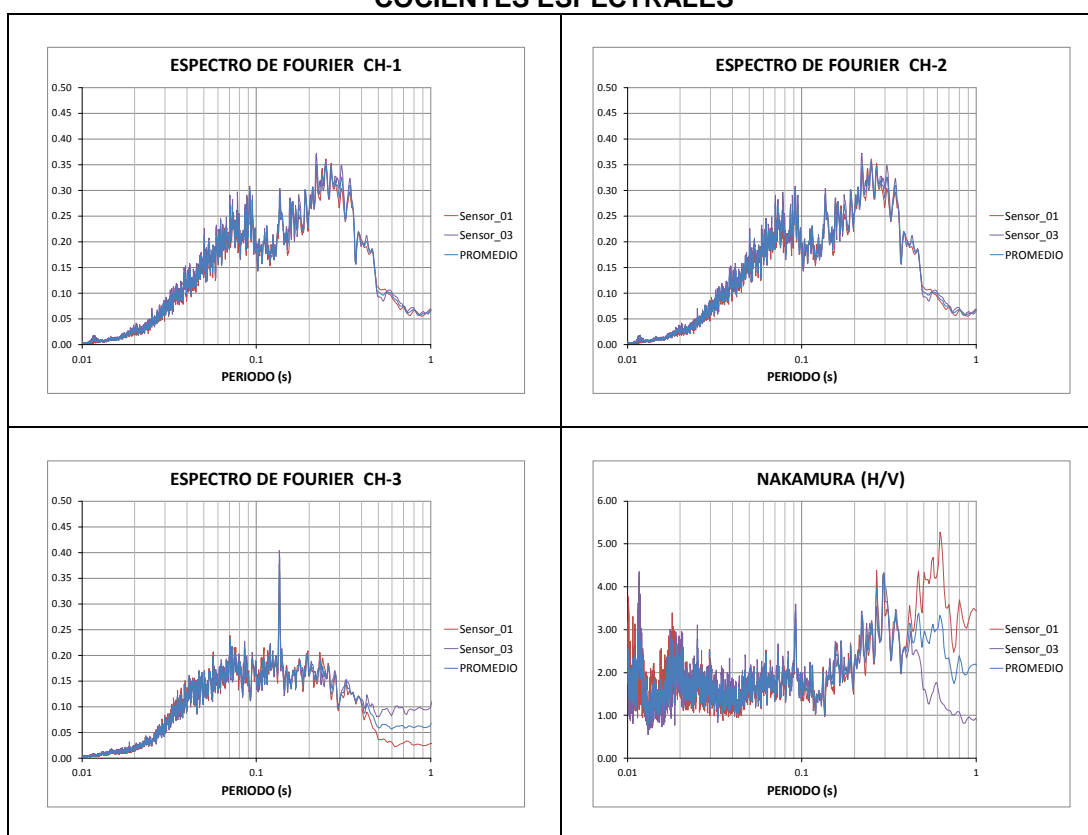 COCIENTES ESPECTRALES
ESPECTRO DE FOURIER CH-1
0.50
0.45
0.40
0.35
0.30
0.25
0.20
0.15
0.10
0.05
0.00
0.01
0.1
1
PERIODO (s)
Sensor_01
Sensor_03
PROMEDIO
ESPECTRO DE FOURIER CH-2
0.50
0.45
0.40
0.35
0.30
0.25
0.20
0.15
0.10
0.05
0.00
0.01
0.1
1
PERIODO (s)
Sensor_01
Sensor_03
PROMEDIO
ESPECTRO DE FOURIER CH-3
0.50
0.45
0.40
0.35
0.30
0.25
0.20
0.15
0.10
0.05
0.00
0.01
0.1
1
PERIODO (s)
Sensor_01
Sensor_03
PROMEDIO
NAKAMURA (H/V)
6.00
5.00
4.00
3.00
2.00
1.00
0.00
0.01
0.1
1
PERIODO (s)
Sensor_01
Sensor_03
PROMEDIO